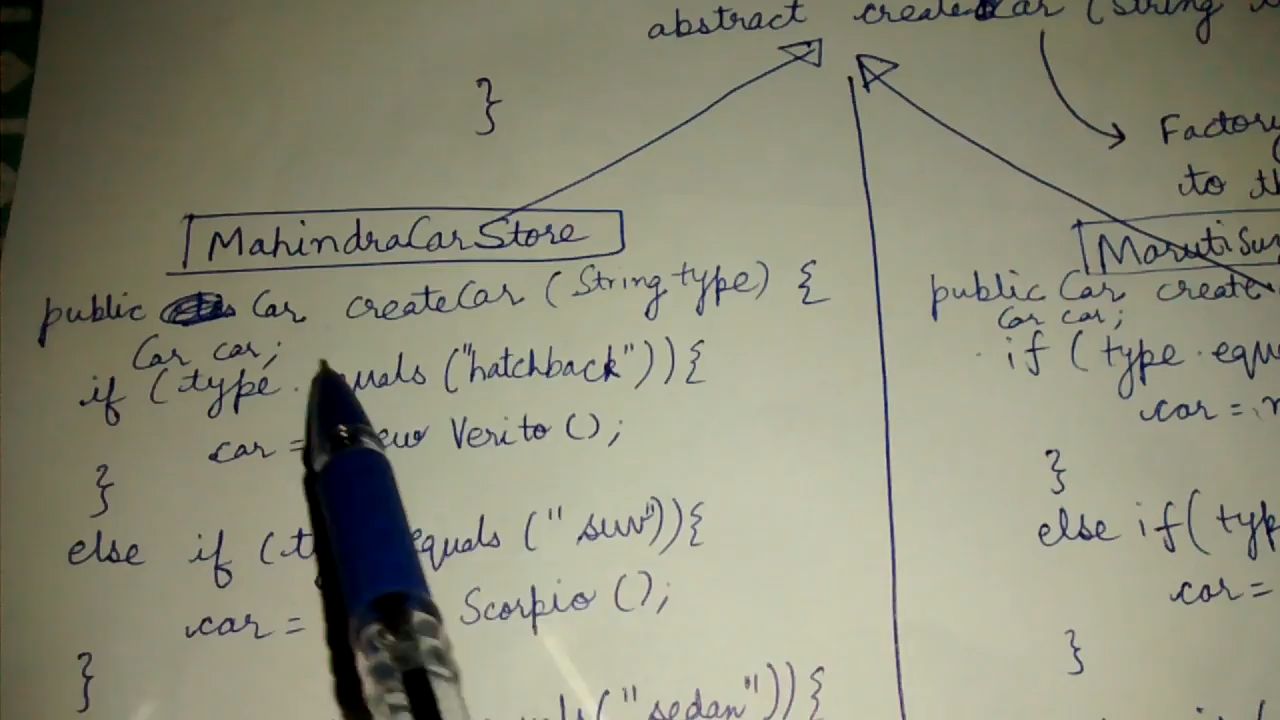 abstract createCar (String
}
Factory
to th
MahindraCarStore
public Car createCar (String type) {
Car car;
if (type. equals ("hatchback")){
car = new Verito ();
}
else if (t equals ("suv")){
car = Scorpio ();
}
("sedan")){
Maruti Su
public Car create
Car car;
if (type.equ
car =
}
else if( typ
car =
}